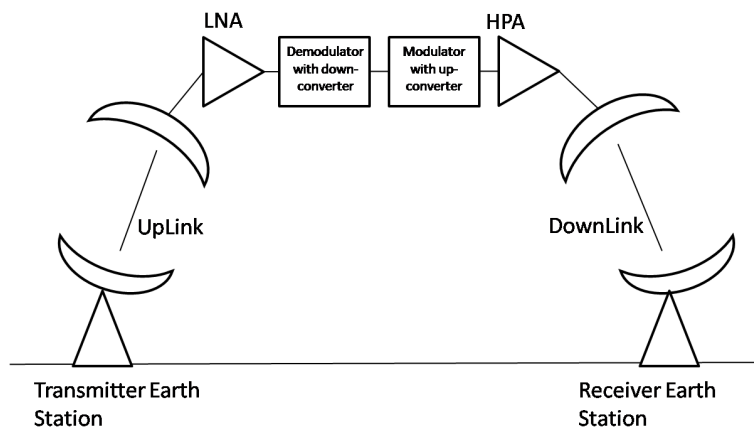 LNA
HPA
Demodulator
with down-
converter
Modulator
with up-
converter
UpLink
DownLink
Transmitter Earth
Station
Receiver Earth
Station